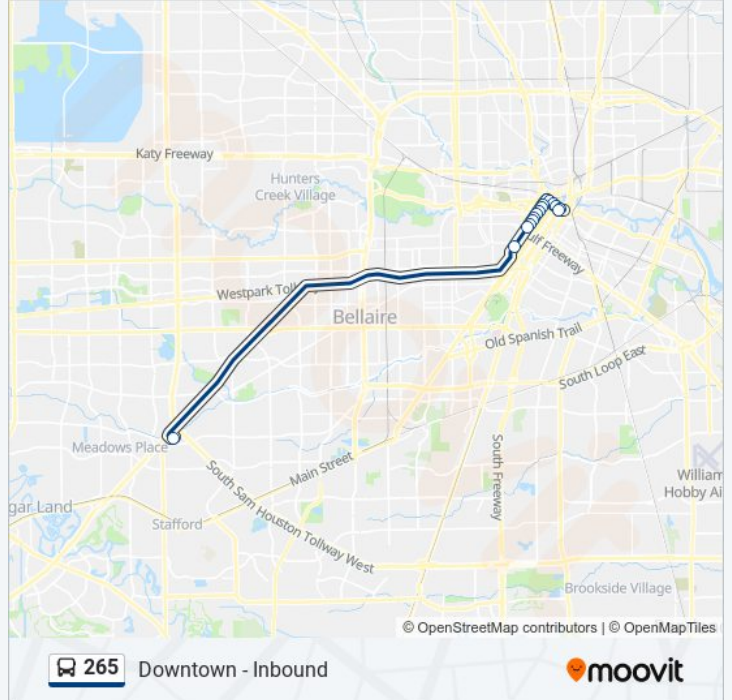 Katy Freeway
Hunters
Creek Village
ulf Freeway
Westpark Toll
Bellaire
Old Spanish Trail
South Loop East
Meadows Place
Main Street
South Freeway
William
Hobby Ai
South Sam Houston Tollway West
gar Land
Stafford
Brookside Village
© OpenStreetMap contributors | © OpenMapTiles
265 Downtown - Inbound
moovit